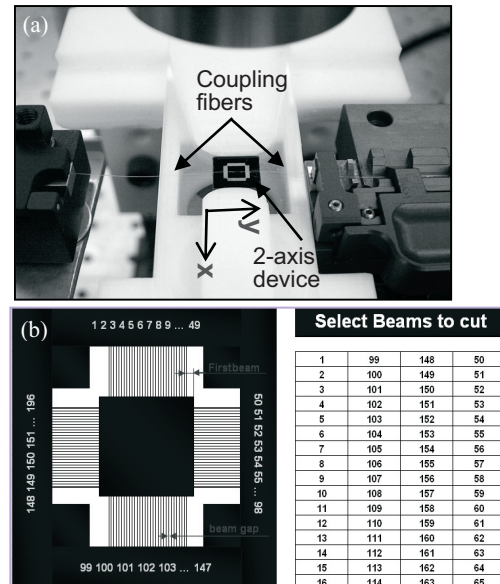 (a)
Coupling
fibers
y
x
2-axis
device
(b)
1 2 3 4 5 6 7 8 9 ... 49
Firstbeam
148 149 150 151 ... 196
50 51 52 53 54 55 ... 98
beam gap
99 100 101 102 103 ... 147
Select Beams to cut
1 99 148 50
2 100 149 51
3 101 150 52
4 102 151 53
5 103 152 54
6 104 153 55
7 105 154 56
8 106 155 57
9 107 156 58
10 108 157 59
11 109 158 60
12 110 159 61
13 111 160 62
14 112 161 63
15 113 162 64
16 114 163 65